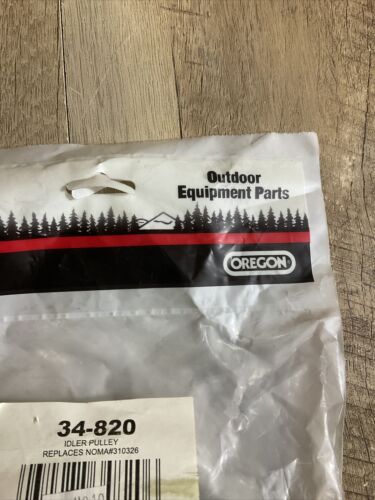 Outdoor
Equipment Parts
OREGON
34-820
IDLER PULLEY
REPLACES NOMA#310326